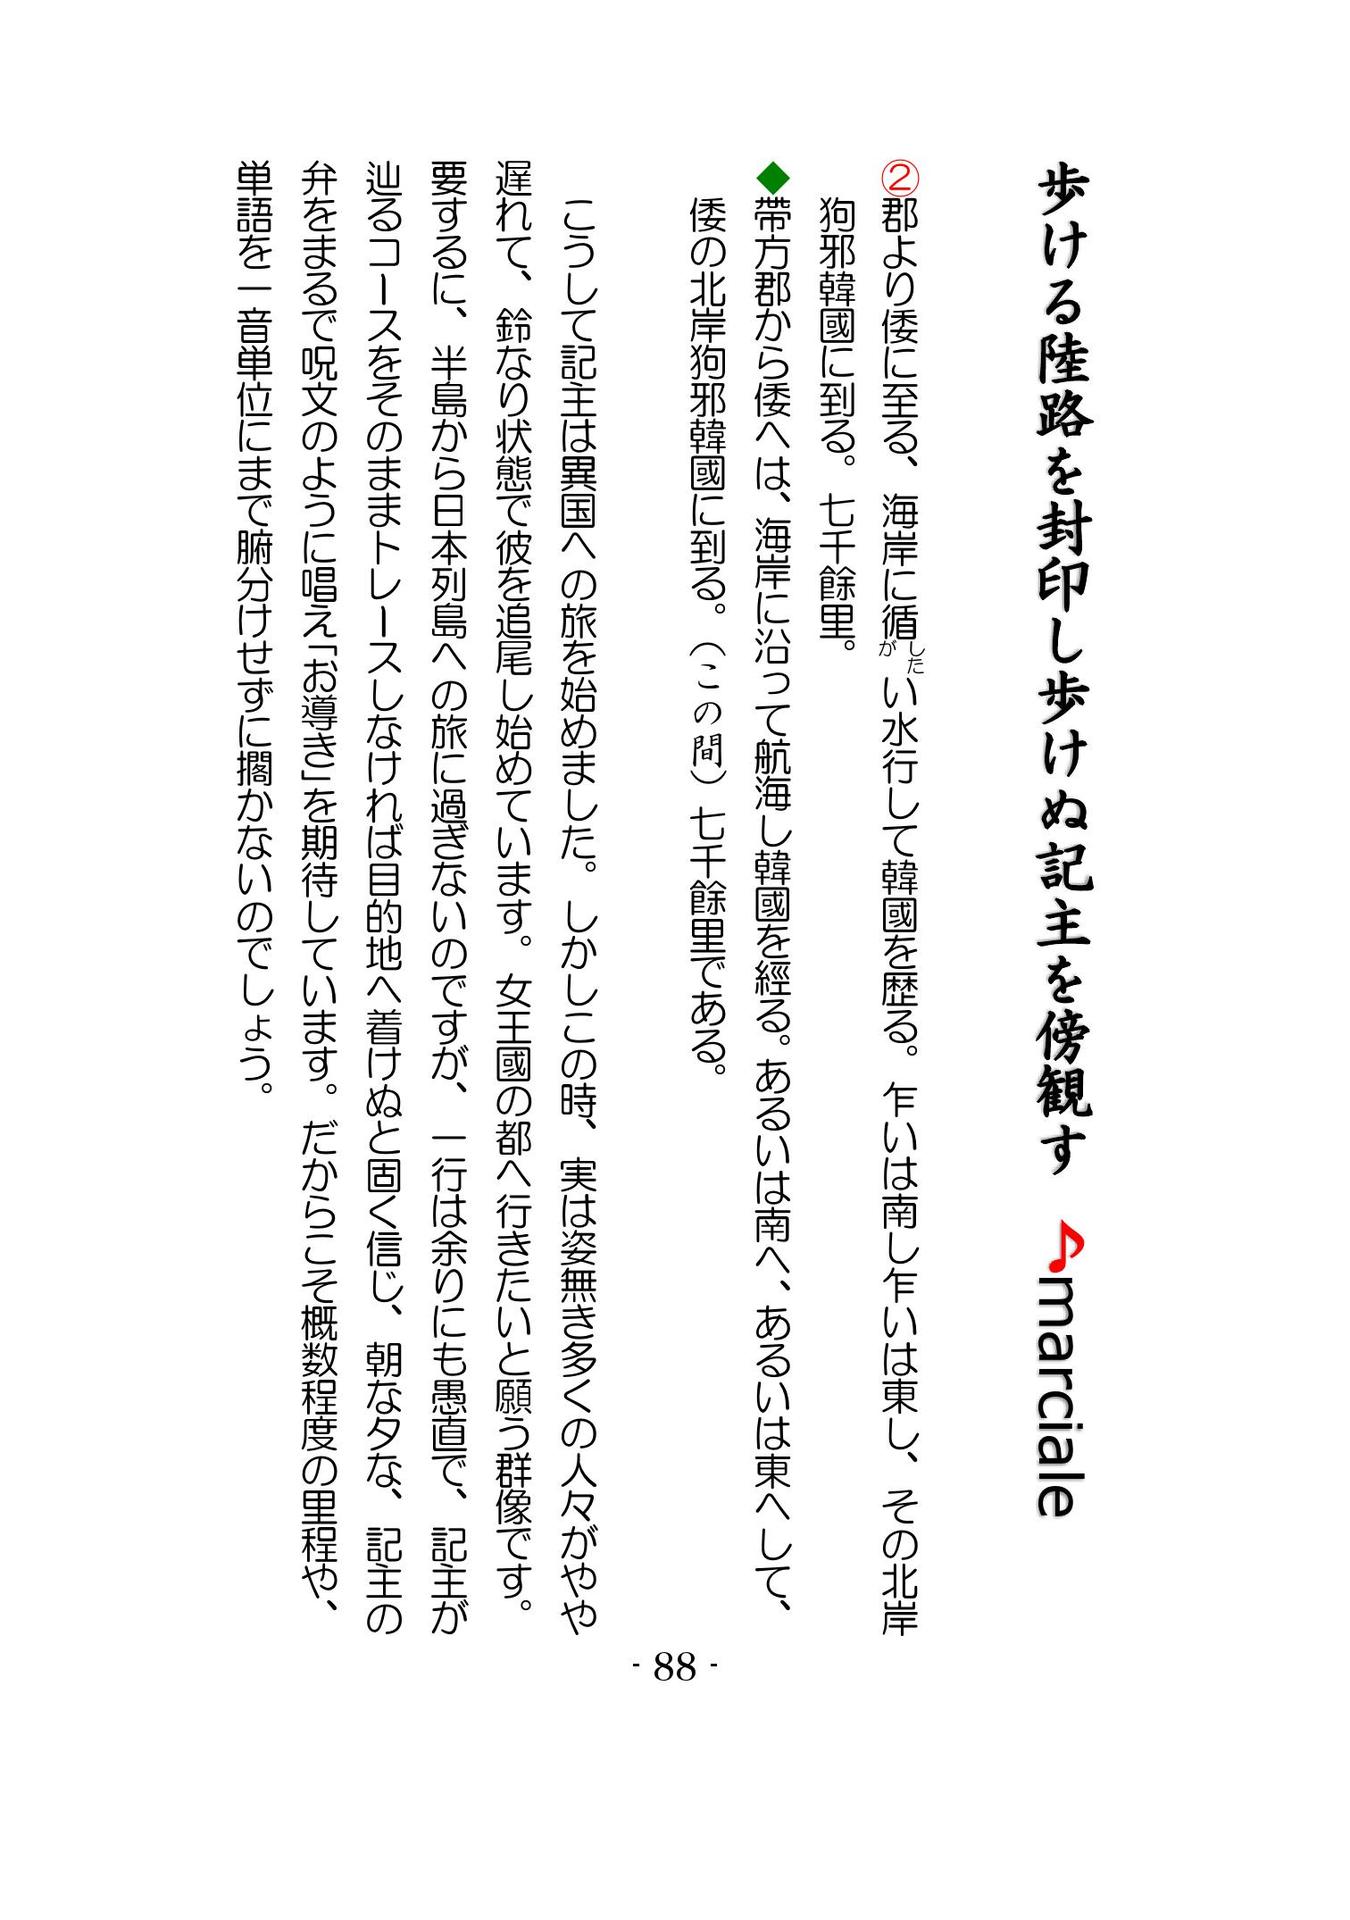 歩ける陸路を封印し歩けぬ記主を傍観す ♪marciale
②郡より倭に至る、海岸に循したがい水行して韓國を歴る。乍いは南し乍いは東し、その北岸
狗邪韓國に到る。七千餘里。
◆帶方郡から倭へは、海岸に沿って航海し韓國を經る。あるいは南へ、あるいは東へして、
倭の北岸狗邪韓國に到る。（この間）七千餘里である。
こうして記主は異国への旅を始めました。しかしこの時、実は姿無き多くの人々がやや
遅れて、鈴なり状態で彼を追尾し始めています。女王國の都へ行きたいと願う群像です。
要するに、半島から日本列島への旅に過ぎないのですが、一行は余りにも愚直で、記主が
辿るコースをそのままトレースしなければ目的地へ着けぬと固く信じ、朝な夕な、記主の
弁をまるで呪文のように唱え「お導き」を期待しています。だからこそ概数程度の里程や、
単語を一音単位にまで腑分けせずに擱かないのでしょう。
- 88 -